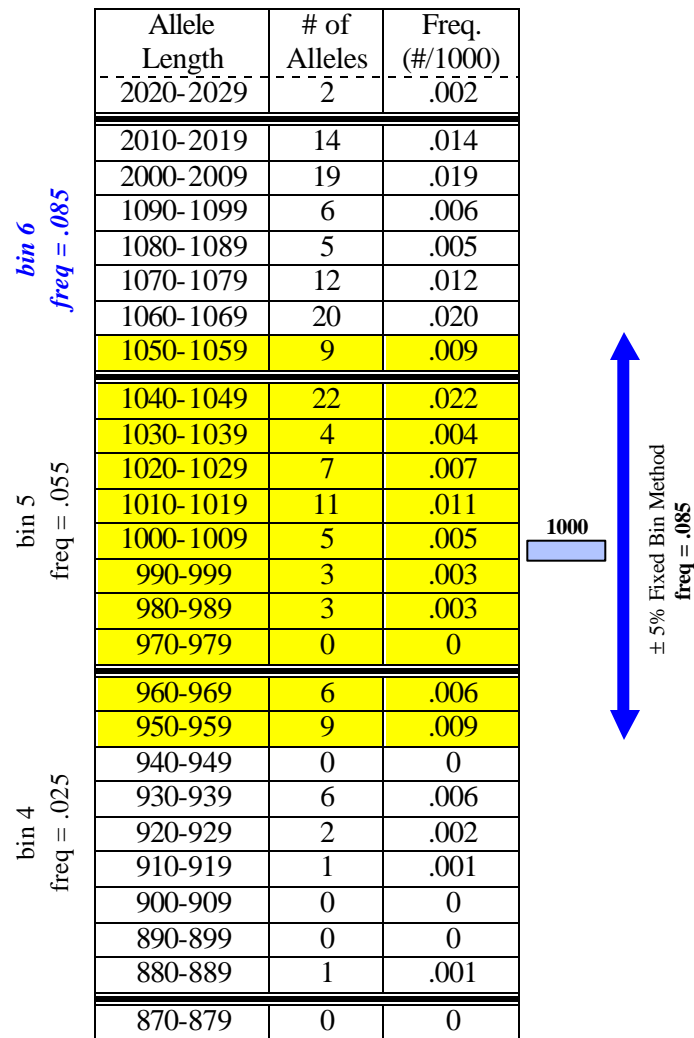 Allele Length # of Alleles Freq. (#/1000)
2020-2029 2 .002
2010-2019 14 .014
2000-2009 19 .019
1090-1099 6 .006
1080-1089 5 .005
1070-1079 12 .012
1060-1069 20 .020
1050-1059 9 .009
1040-1049 22 .022
1030-1039 4 .004
1020-1029 7 .007
1010-1019 11 .011
1000-1009 5 .005
990-999 3 .003
980-989 3 .003
970-979 0 0
960-969 6 .006
950-959 9 .009
940-949 0 0
930-939 6 .006
920-929 2 .002
910-919 1 .001
900-909 0 0
890-899 0 0
880-889 1 .001
870-879 0 0
bin 6
freq = .085
bin 5
freq = .055
bin 4
freq = .025
1000
± 5% Fixed Bin Method
freq = .085